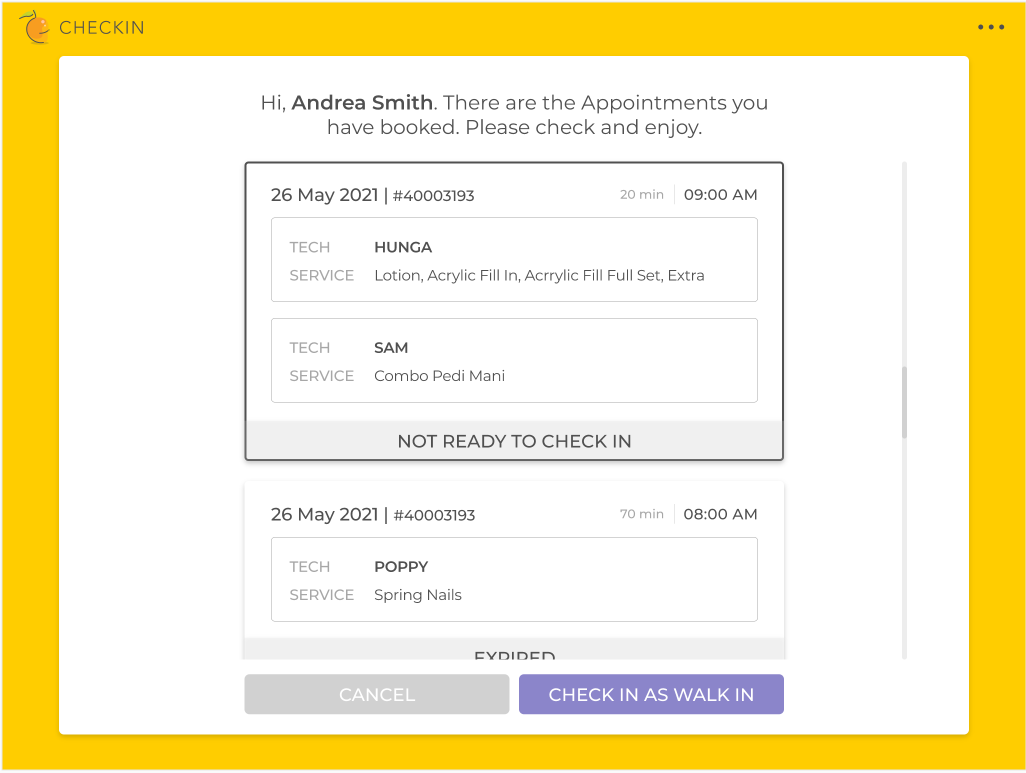 CHECKIN
Hi, Andrea Smith. There are the Appointments you
have booked. Please check and enjoy.
26 May 2021 | #40003193 20 min 09:00 AM
TECH HUNGA
SERVICE Lotion, Acrylic Fill In, Acrrylic Fill Full Set, Extra
TECH SAM
SERVICE Combo Pedi Mani
NOT READY TO CHECK IN
26 May 2021 | #40003193 70 min 08:00 AM
TECH POPPY
SERVICE Spring Nails
EXPIRED
CANCEL CHECK IN AS WALK IN